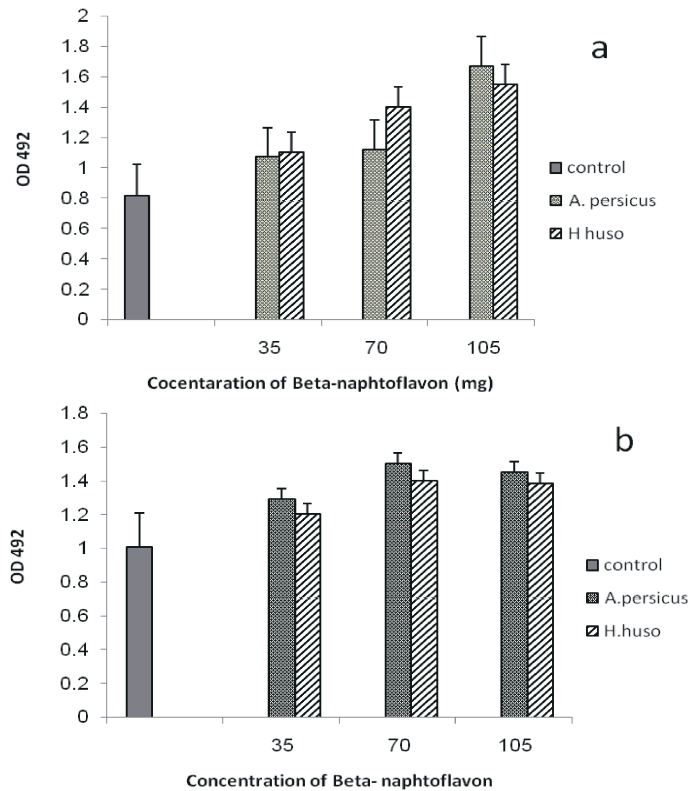 2
1.8
1.6
1.4
1.2
1
0.8
0.6
0.4
0.2
0
OD 492
a
control
A. persicus
H huso
35 70 105
Cocentaration of Beta-naphtoflavon (mg)
1.8
1.6
1.4
1.2
1
0.8
0.6
0.4
0.2
0
OD 492
b
control
A.persicus
H.huso
35 70 105
Concentration of Beta- naphtoflavon